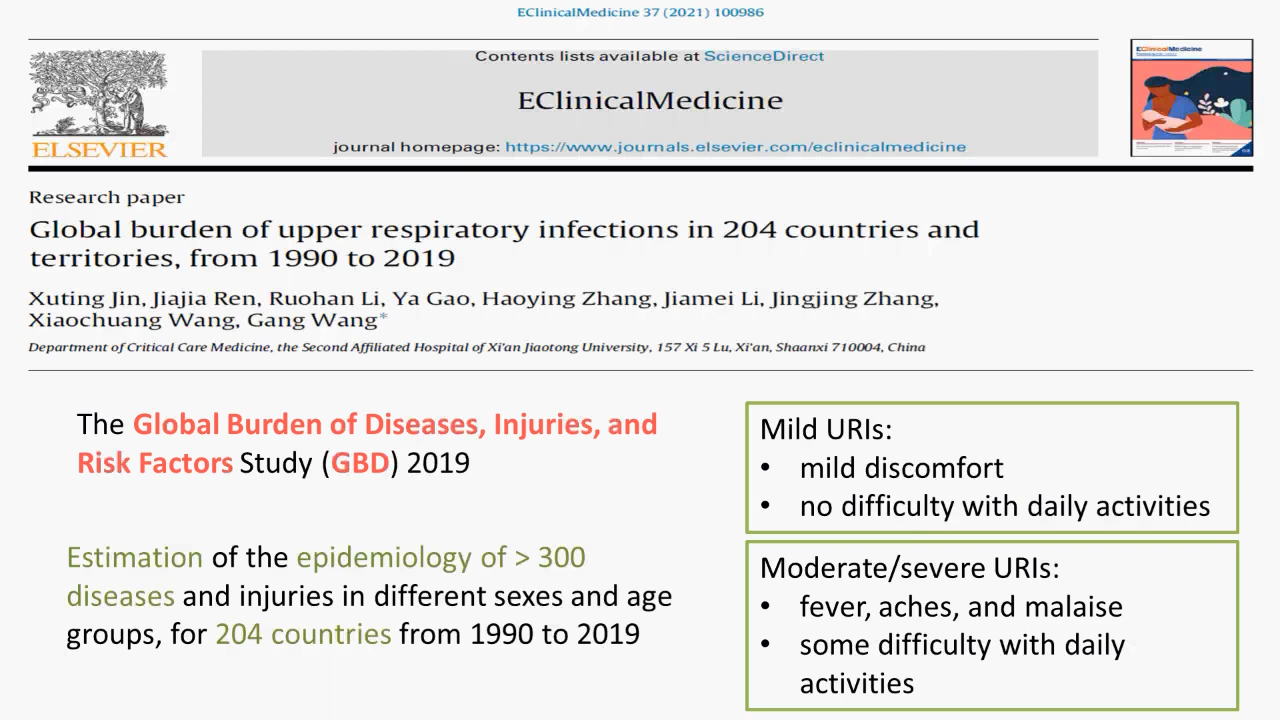 EClinicalMedicine 37 (2021) 100986
Contents lists available at ScienceDirect
EClinicalMedicine
journal homepage: https://www.journals.elsevier.com/eclinicalmedicine
ELSEVIER
EClinicalMedicine
Research paper
Global burden of upper respiratory infections in 204 countries and
territories, from 1990 to 2019
Xuting Jin, Jiajia Ren, Ruohan Li, Ya Gao, Haoying Zhang, Jiamei Li, Jingjing Zhang,
Xiaochuang Wang, Gang Wang*
Department of Critical Care Medicine, the Second Affiliated Hospital of Xi'an Jiaotong University, 157 Xi 5 Lu, Xi'an, Shaanxi 710004, China
The Global Burden of Diseases, Injuries, and
Risk Factors Study (GBD) 2019
Estimation of the epidemiology of > 300
diseases and injuries in different sexes and age
groups, for 204 countries from 1990 to 2019
Mild URIs:
• mild discomfort
• no difficulty with daily activities
Moderate/severe URIs:
• fever, aches, and malaise
• some difficulty with daily
activities